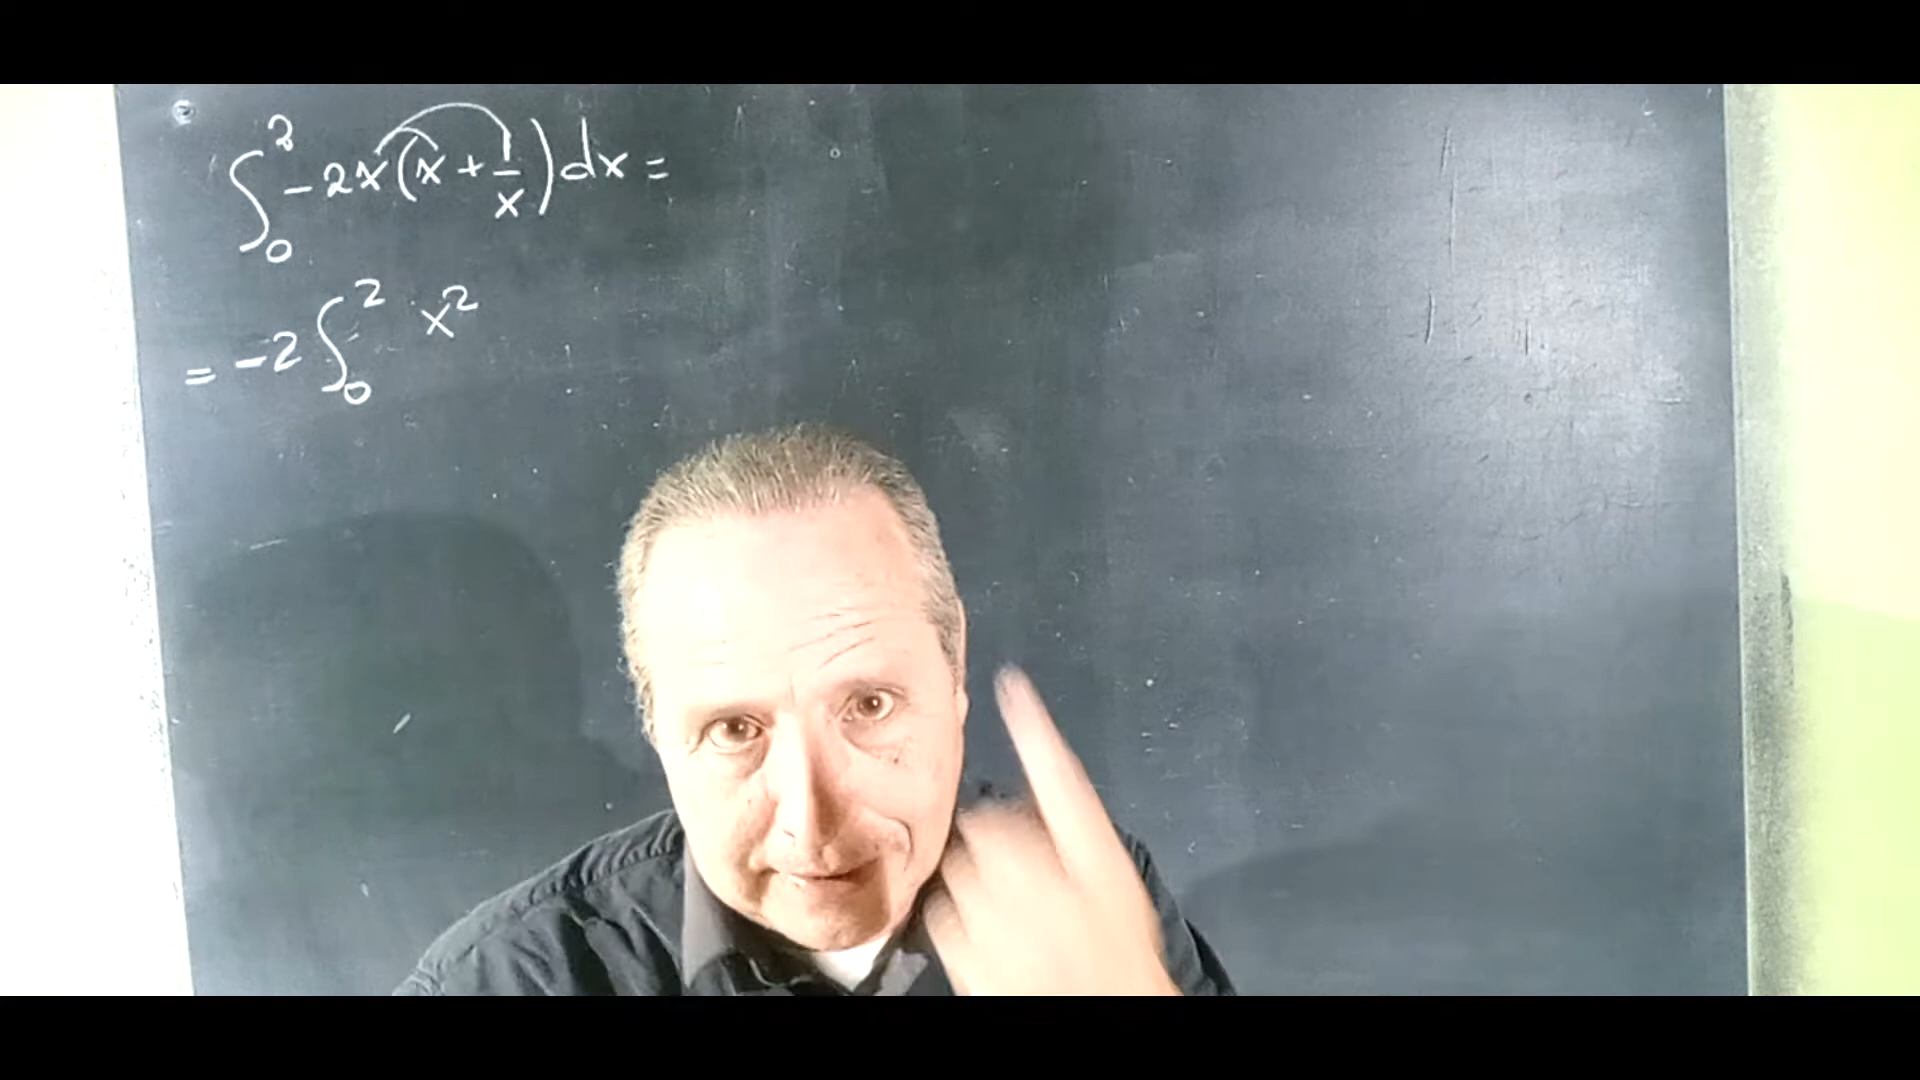 ∫₀² -2x(x + 1/x)dx =
= -2 ∫₀² x²